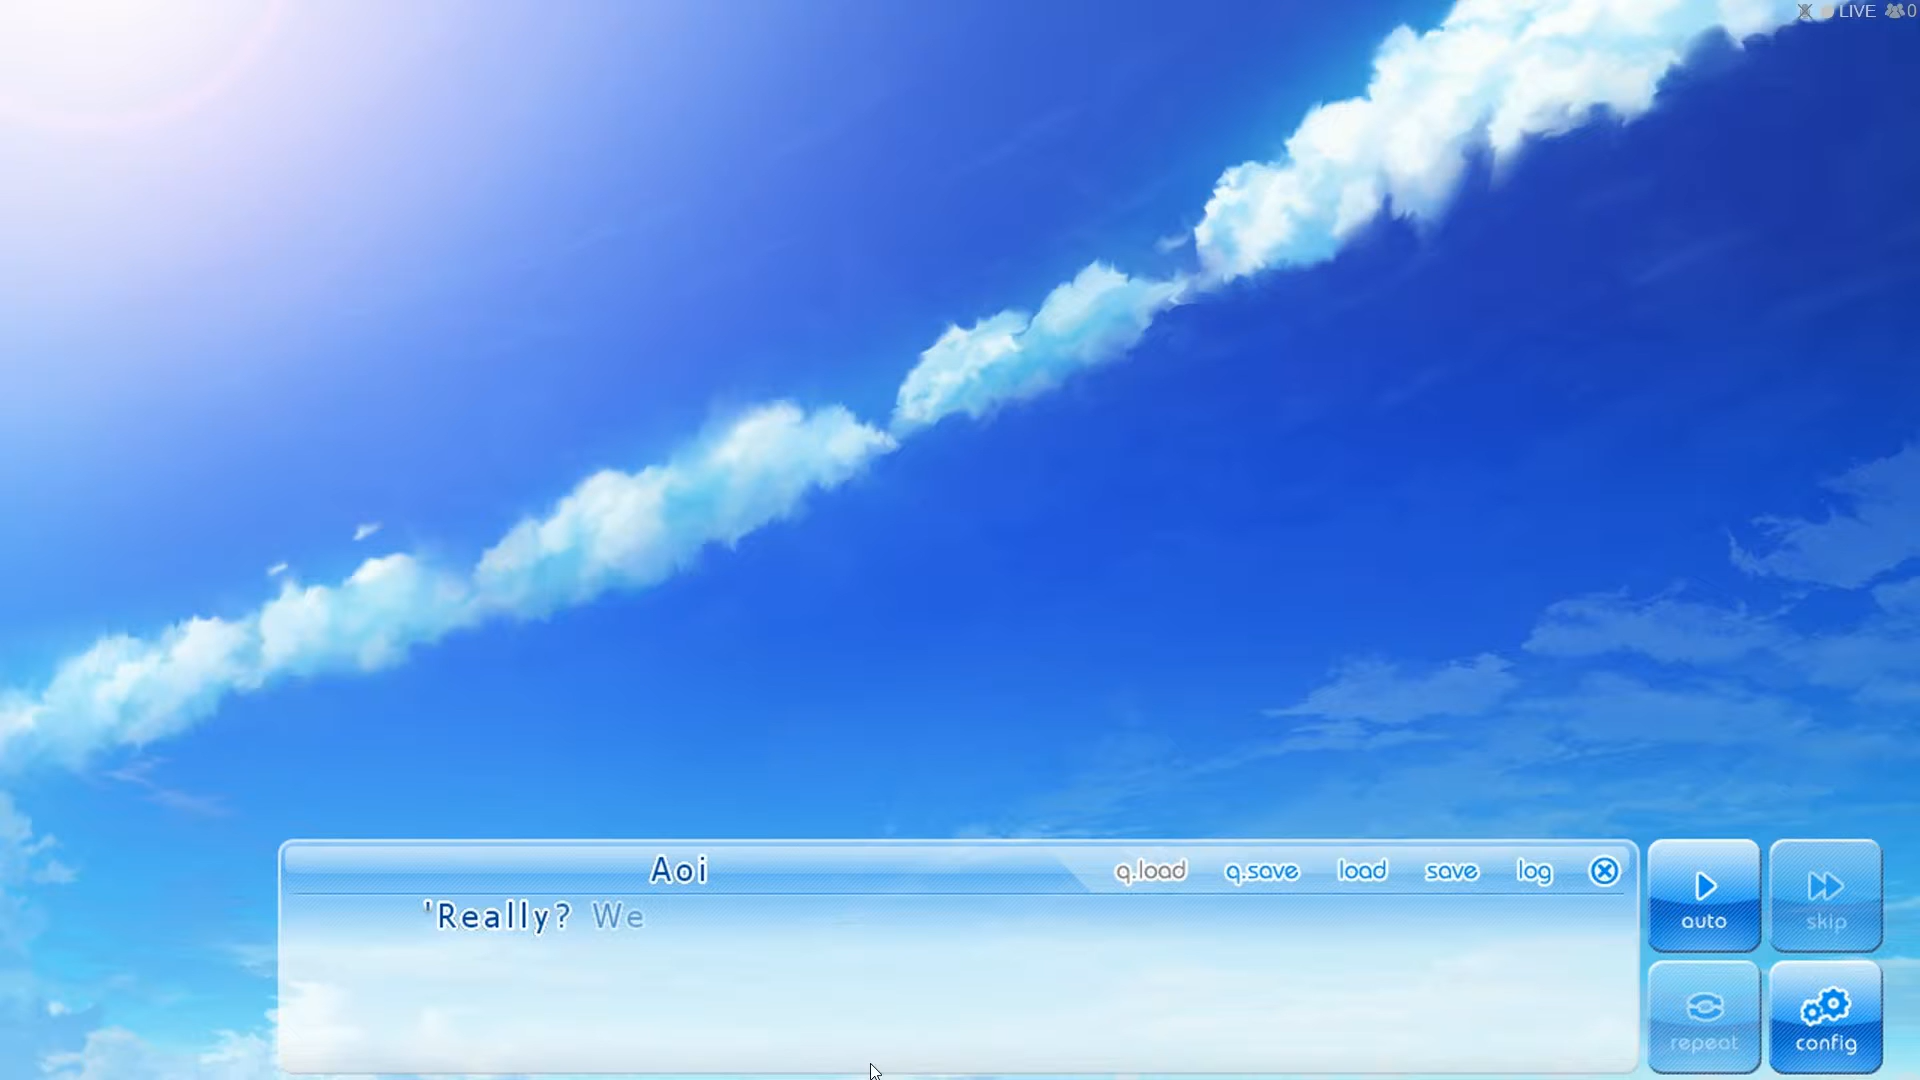 LIVE 0
Aoi
q.load q.save load save log
'Really? We
auto
skip
repeat
config